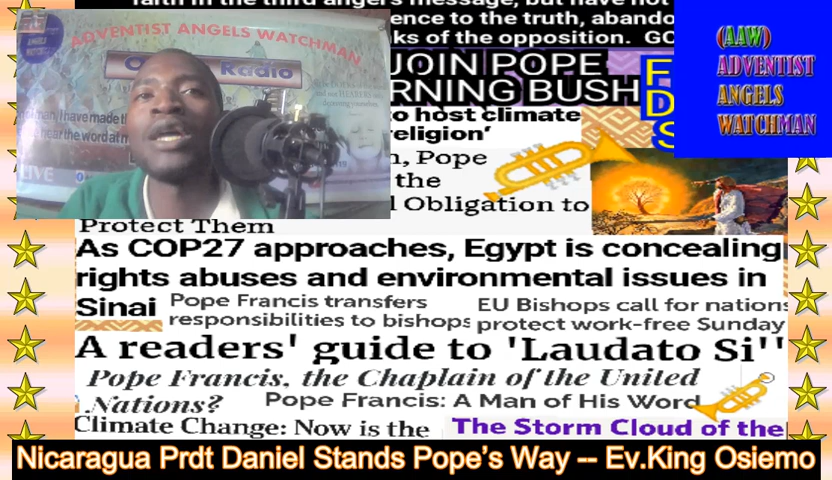 faith in the third angel's message, but have not
ence to the truth, abando
ks of the opposition. GO
ADVENTIST ANGELS WATCHMAN
Radio
JOIN POPE
RNING BUSH
F
D
S
(AAW)
ADVENTIST
ANGELS
WATCHMAN
to host climate
religion’
, Pope
the
l Obligation to
Protect Them
LIVE
As COP27 approaches, Egypt is concealing
rights abuses and environmental issues in
Sinai
Pope Francis transfers
responsibilities to bishops
EU Bishops call for nations
protect work-free Sunday
A readers' guide to 'Laudato Si''
Pope Francis, the Chaplain of the United
Nations?
Pope Francis: A Man of His Word
Climate Change: Now is the
The Storm Cloud of the
Nicaragua Prdt Daniel Stands Pope’s Way -- Ev.King Osiemo